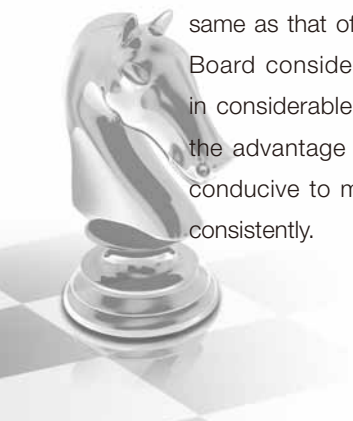 same as that of
Board conside
in considerable
the advantage
conducive to m
consistently.